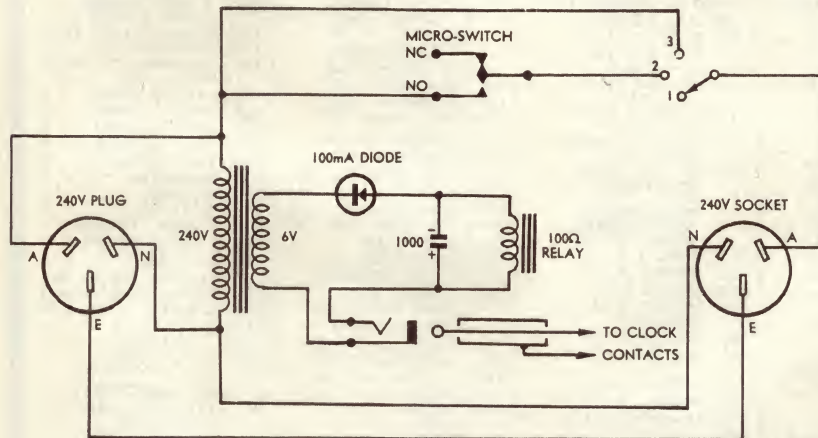 MICRO-SWITCH
NC
NO
3
2
1
100mA DIODE
240V PLUG
240V
6V
1000
−
+
100Ω
RELAY
240V SOCKET
A
N
E
N
A
E
TO CLOCK
CONTACTS